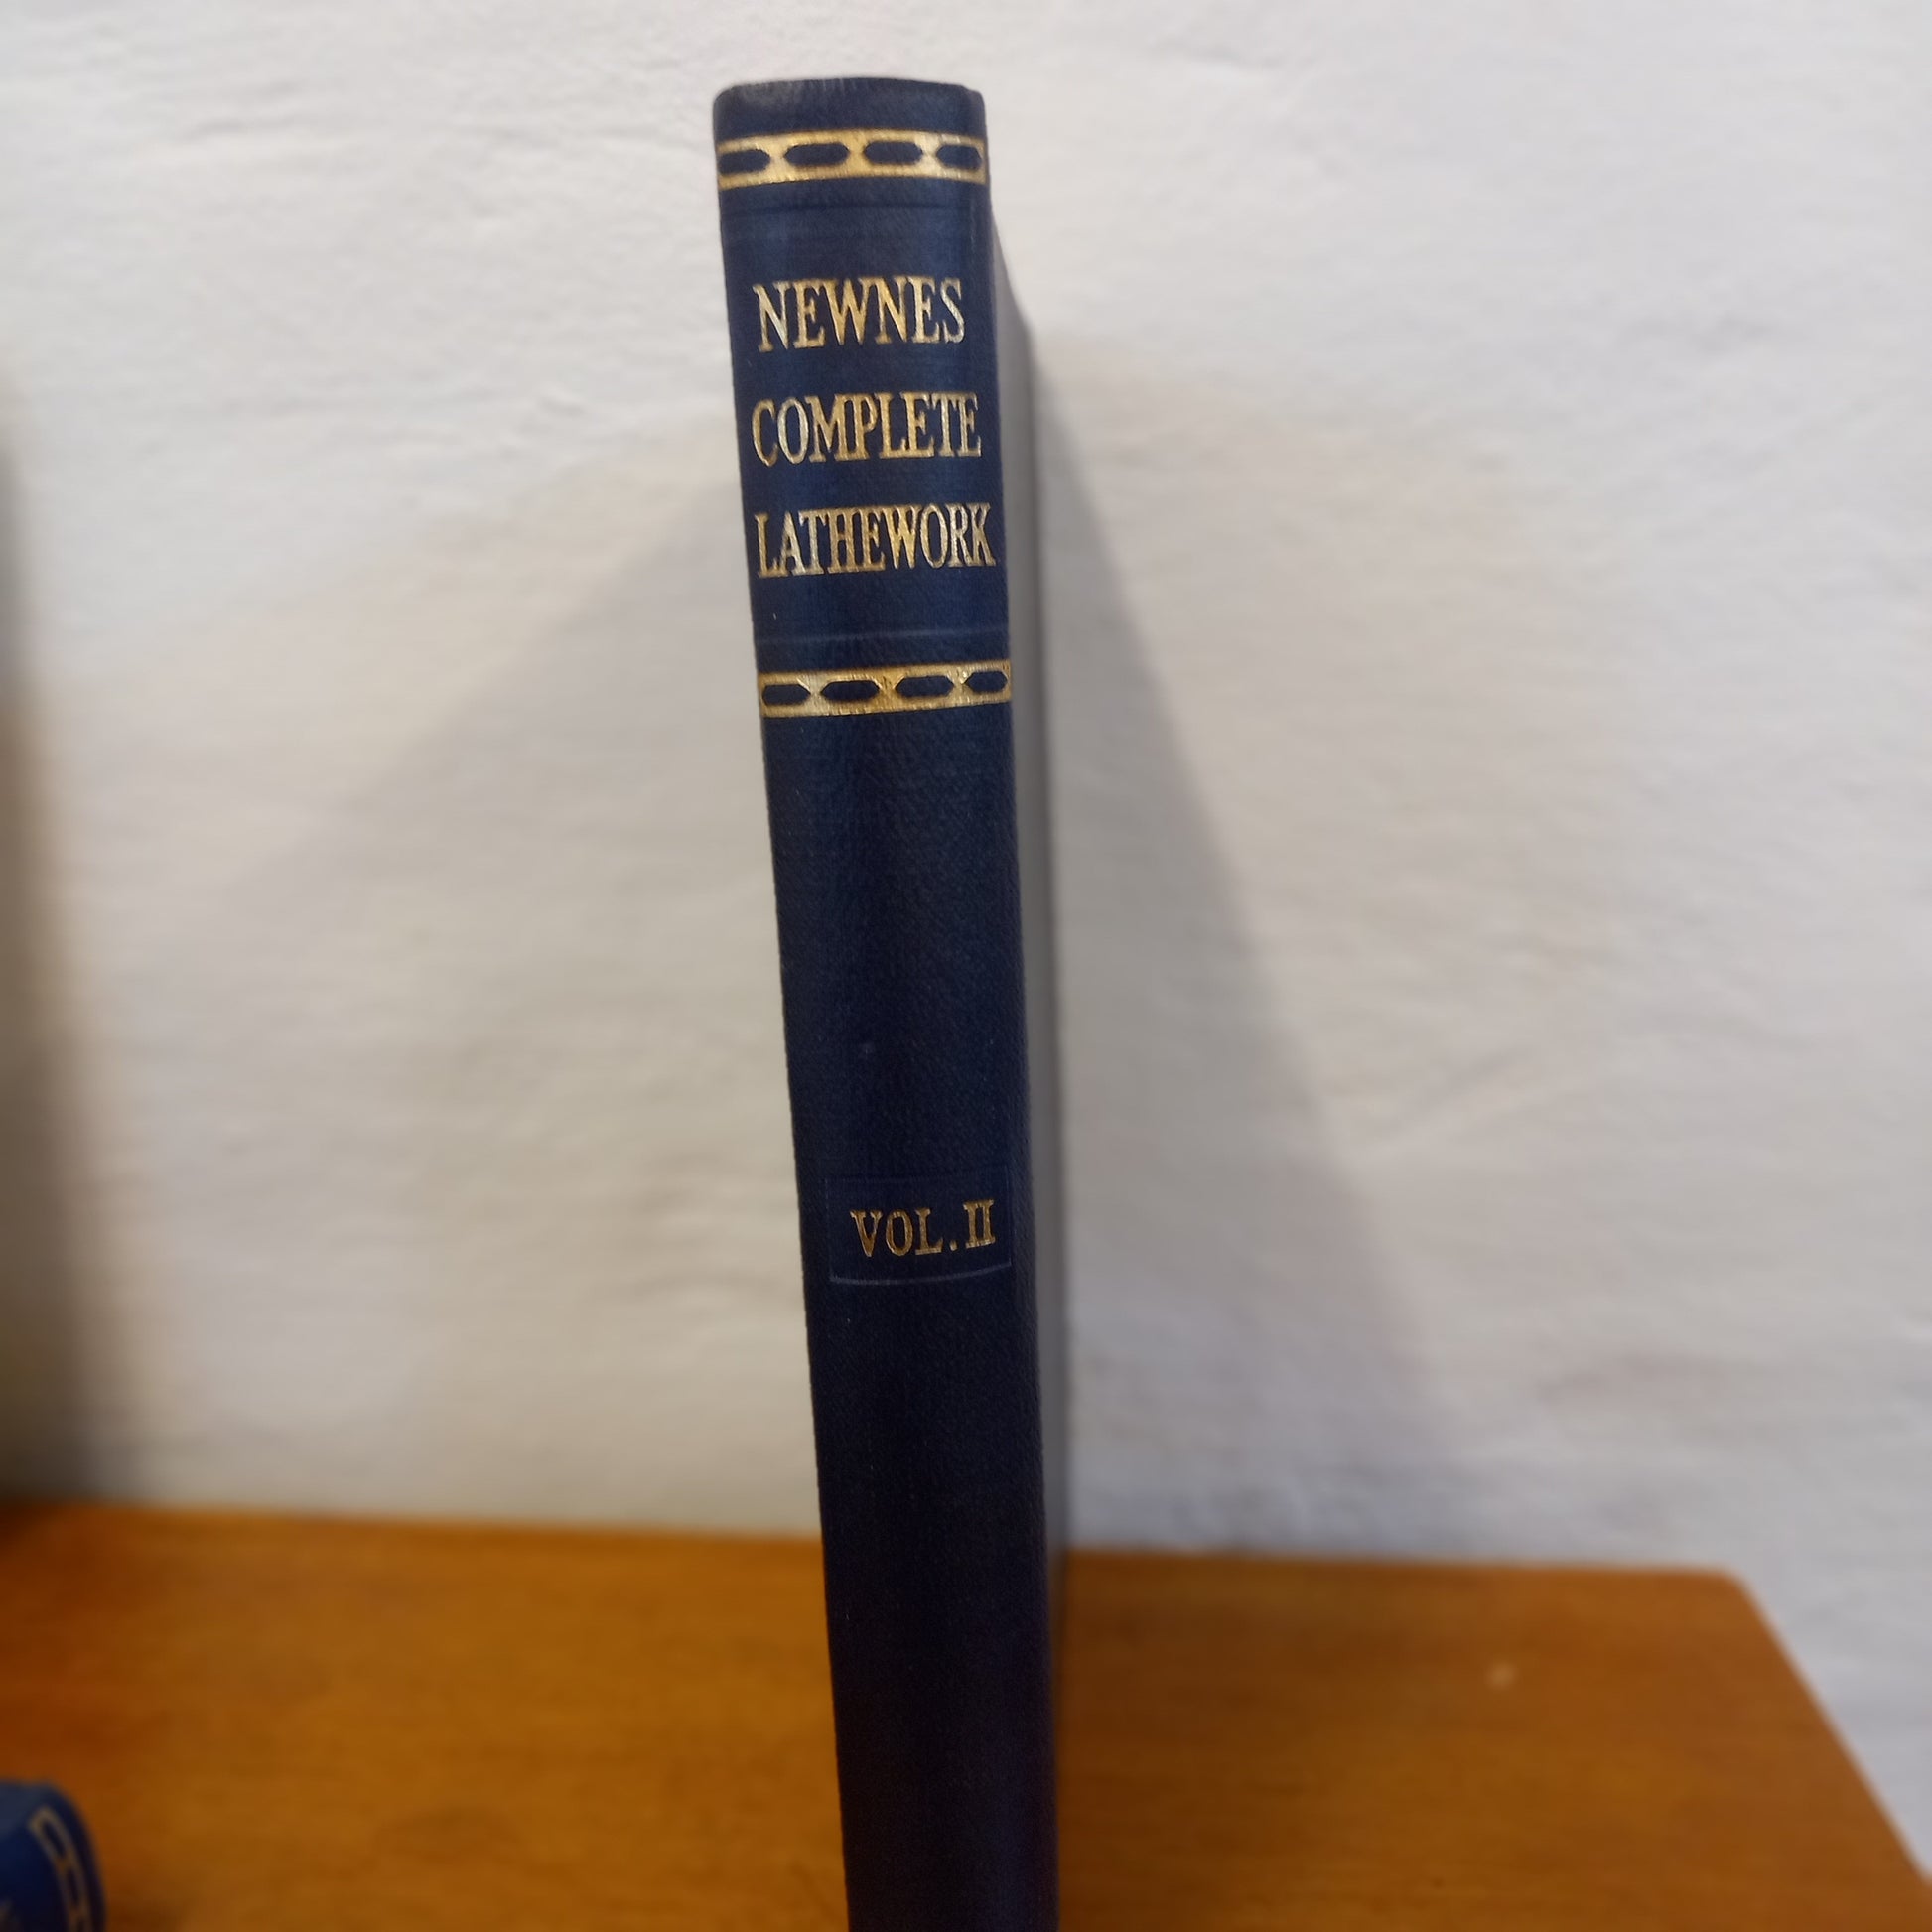 NEWNES
COMPLETE
LATHEWORK
VOL. II